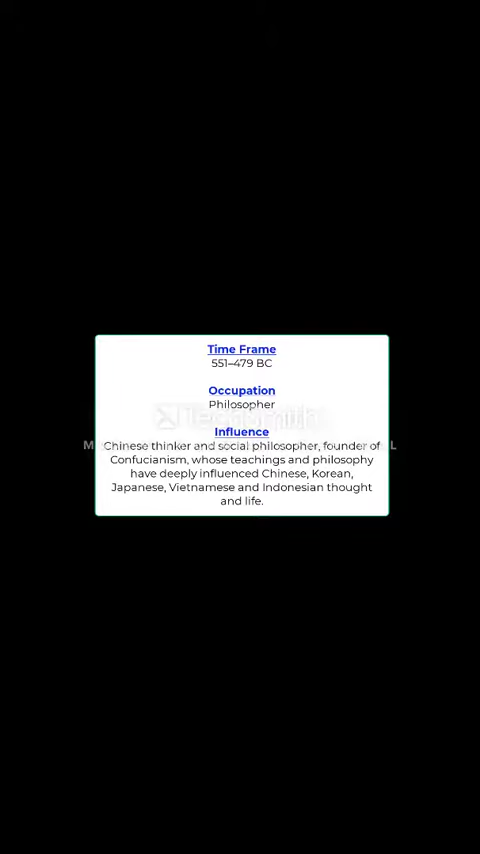 Time Frame
551–479 BC
Occupation
Philosopher
TechSmith
Influence
Chinese thinker and social philosopher, founder of
Confucianism, whose teachings and philosophy
have deeply influenced Chinese, Korean,
Japanese, Vietnamese and Indonesian thought
and life.